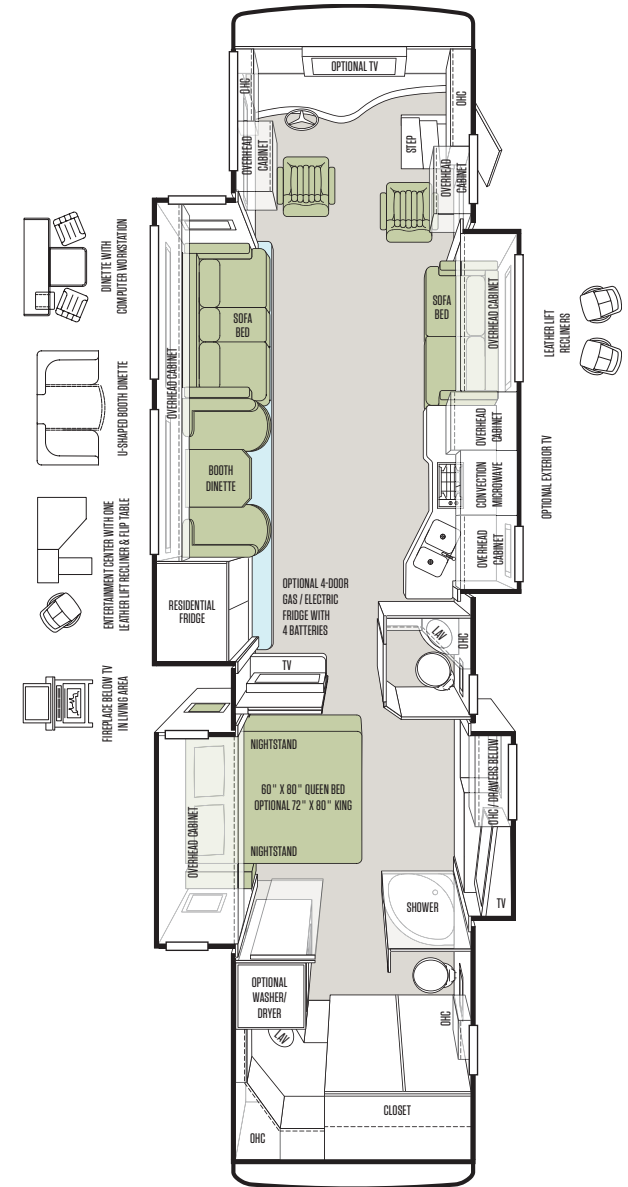 OPTIONAL TV
OHC
OHC
STEP
OVERHEAD
CABINET
OVERHEAD
CABINET
DINETTE WITH
COMPUTER WORKSTATION
U-SHAPED BOOTH DINETTE
ENTERTAINMENT CENTER WITH ONE
LEATHER LIFT RECLINER & FLIP TABLE
FIREPLACE BELOW TV
IN LIVING AREA
OVERHEAD CABINET
SOFA
BED
BOOTH
DINETTE
RESIDENTIAL
FRIDGE
OPTIONAL 4-DOOR
GAS / ELECTRIC
FRIDGE WITH
4 BATTERIES
SOFA
BED
OVERHEAD CABINET
OVERHEAD
CABINET
CONVECTION
MICROWAVE
OVERHEAD
CABINET
LEATHER LIFT
RECLINERS
OPTIONAL EXTERIOR TV
LAV
OHC
TV
OVERHEAD CABINET
NIGHTSTAND
60" X 80" QUEEN BED
OPTIONAL 72" X 80" KING
NIGHTSTAND
OHC / DRAWERS BELOW
TV
SHOWER
OPTIONAL
WASHER/
DRYER
LAV
OHC
CLOSET
OHC